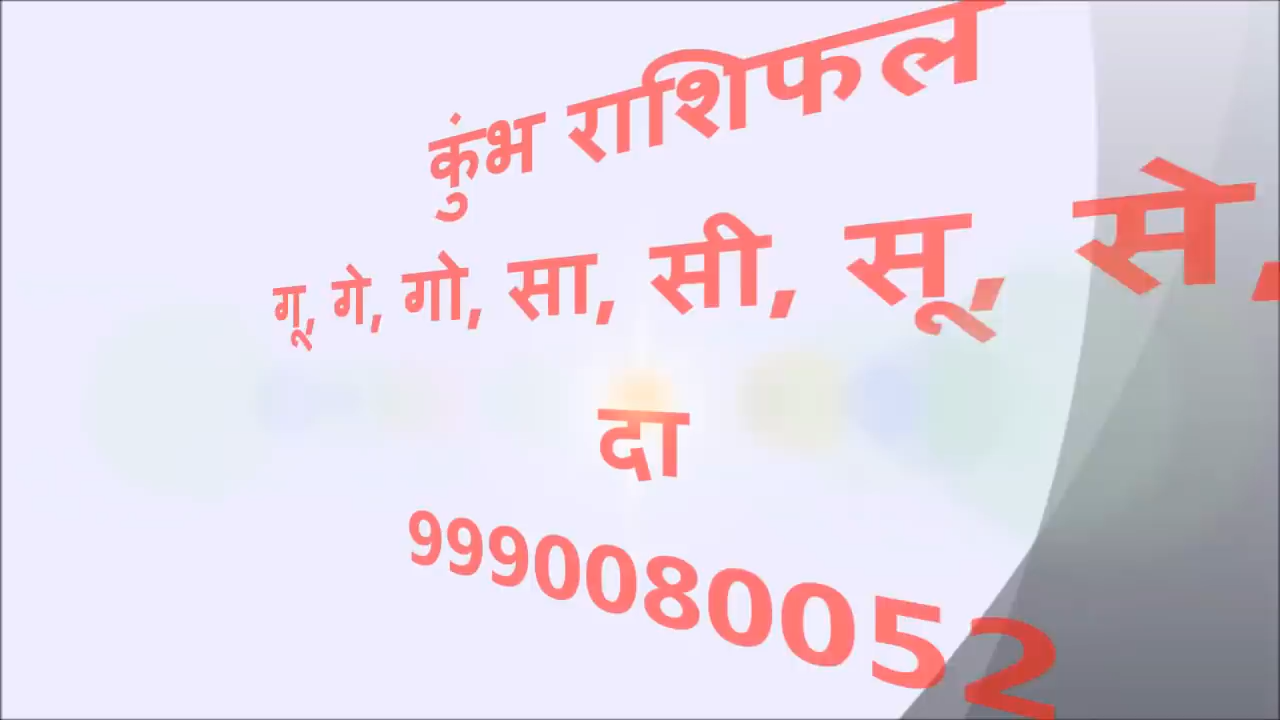 कुंभ राशिफल
गू, गे, गो, सा, सी, सू, से,
दा
9990080052